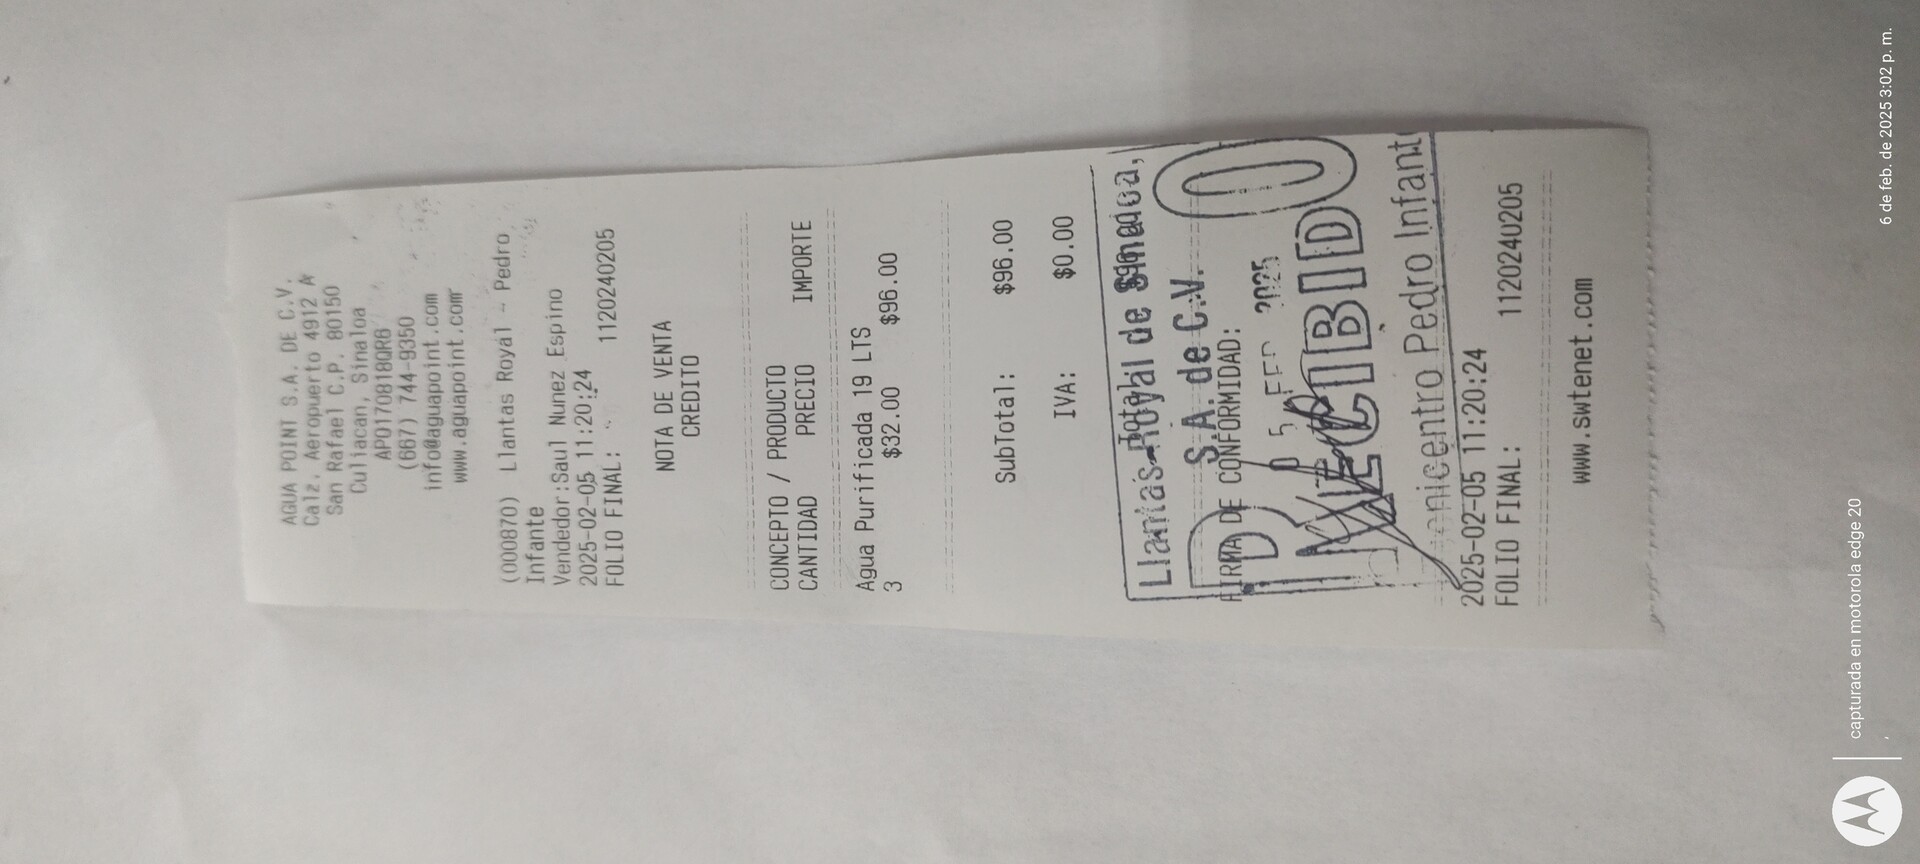 AGUA POINT S.A. DE C.V.
Calz. Aeropuerto 4912 A
San Rafael C.P. 80150
Culiacan, Sinaloa
APO170818QR6
(667) 744-9350
info@aguapoint.com
www.aguapoint.com
(000870) Llantas Royal - Pedro
Infante
Vendedor:Saul Nunez Espino
2025-02-05 11:20:24
FOLIO FINAL: 1120240205
NOTA DE VENTA
CREDITO
CONCEPTO / PRODUCTO
CANTIDAD PRECIO IMPORTE
Agua Purificada 19 LTS
3 $32.00 $96.00
SubTotal: $96.00
IVA: $0.00
Total: $96.00
Llantas Royal de Sinaloa,
S.A. de C.V.
FIRMA DE CONFORMIDAD:
05 FEB 2025
RECIBIDO
Pedro Infant
2025-02-05 11:20:24
FOLIO FINAL: 1120240205
www.swtenet.com
capturada en motorola edge 20
6 de feb. de 2025 3:02 p. m.